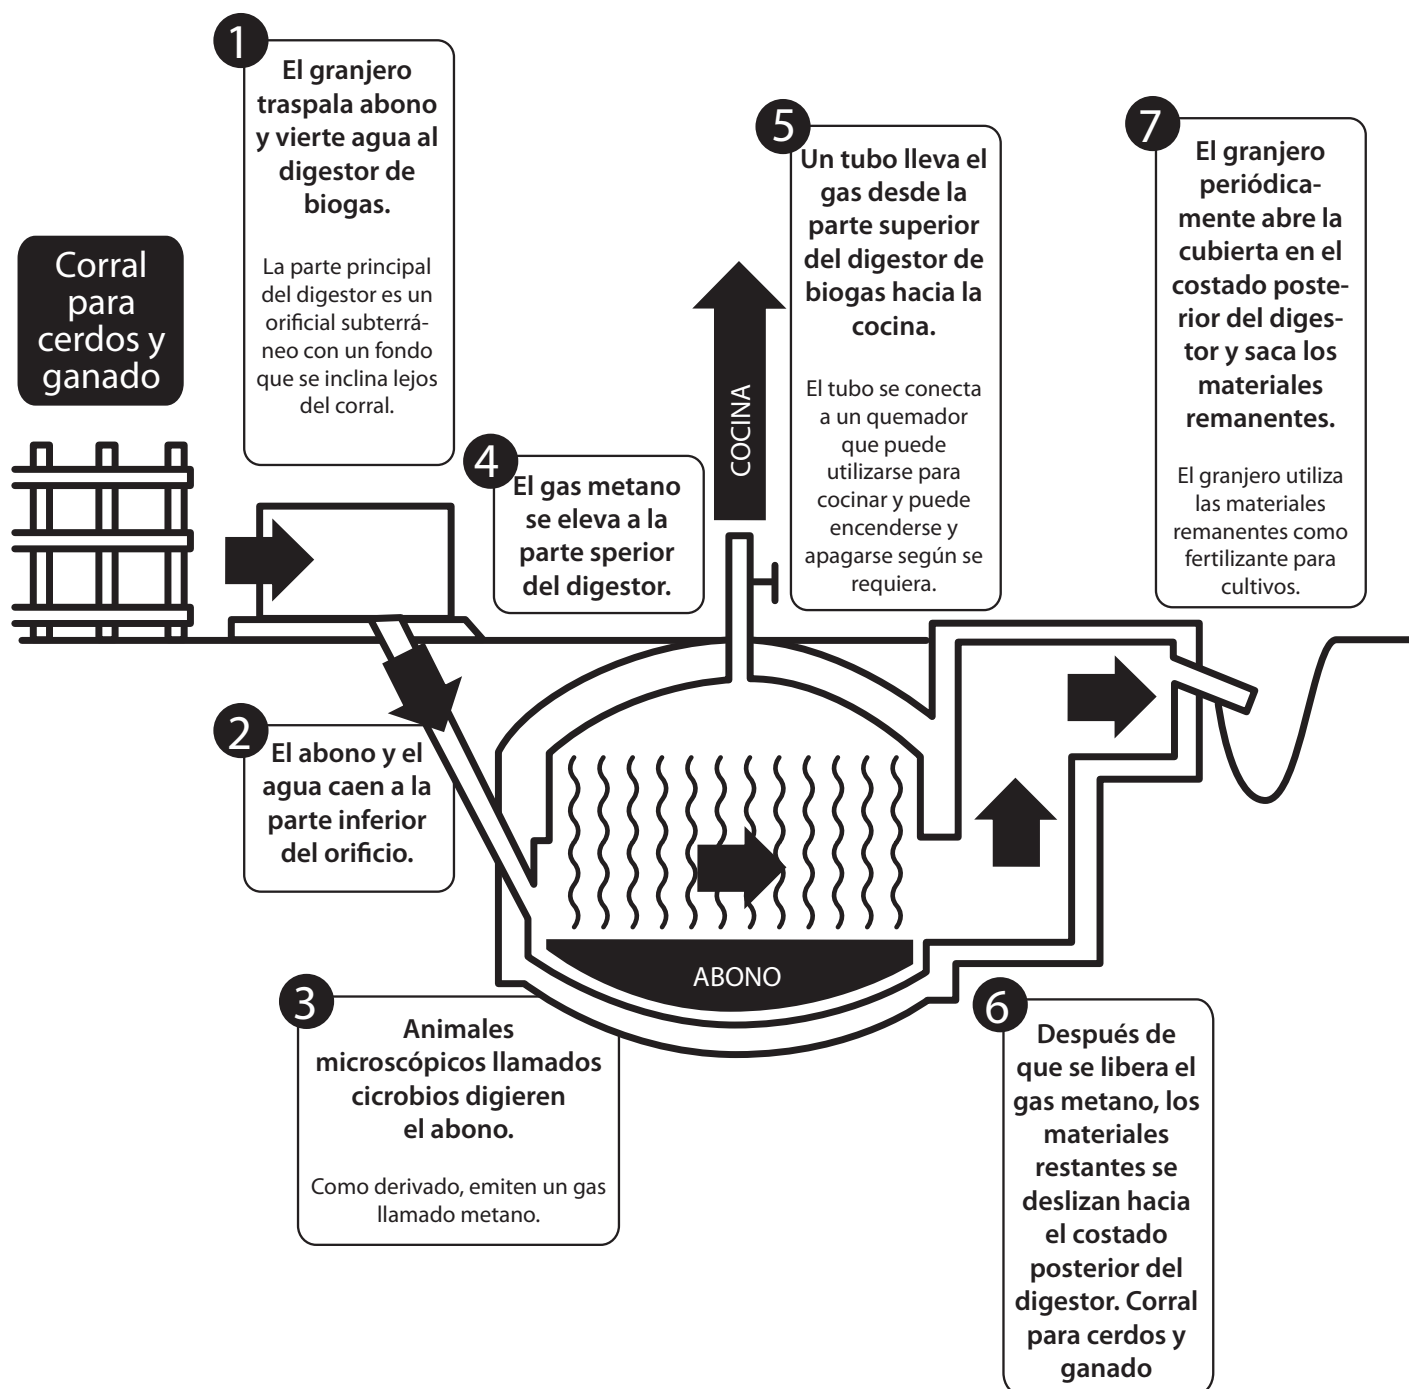 1
El granjero
traspala abono
y vierte agua al
digestor de
biogas.
La parte principal
del digestor es un
orificial subterrá-
neo con un fondo
que se inclina lejos
del corral.
Corral
para
cerdos y
ganado
2
El abono y el
agua caen a la
parte inferior
del orificio.
3
Animales
microscópicos llamados
cicrobios digieren
el abono.
Como derivado, emiten un gas
llamado metano.
4
El gas metano
se eleva a la
parte sperior
del digestor.
COCINA
5
Un tubo lleva el
gas desde la
parte superior
del digestor de
biogas hacia la
cocina.
El tubo se conecta
a un quemador
que puede
utilizarse para
cocinar y puede
encenderse y
apagarse según se
requiera.
ABONO
6
Después de
que se libera el
gas metano, los
materiales
restantes se
deslizan hacia
el costado
posterior del
digestor. Corral
para cerdos y
ganado
7
El granjero
periódica-
mente abre la
cubierta en el
costado poste-
rior del diges-
tor y saca los
materiales
remanentes.
El granjero utiliza
las materiales
remanentes como
fertilizante para
cultivos.